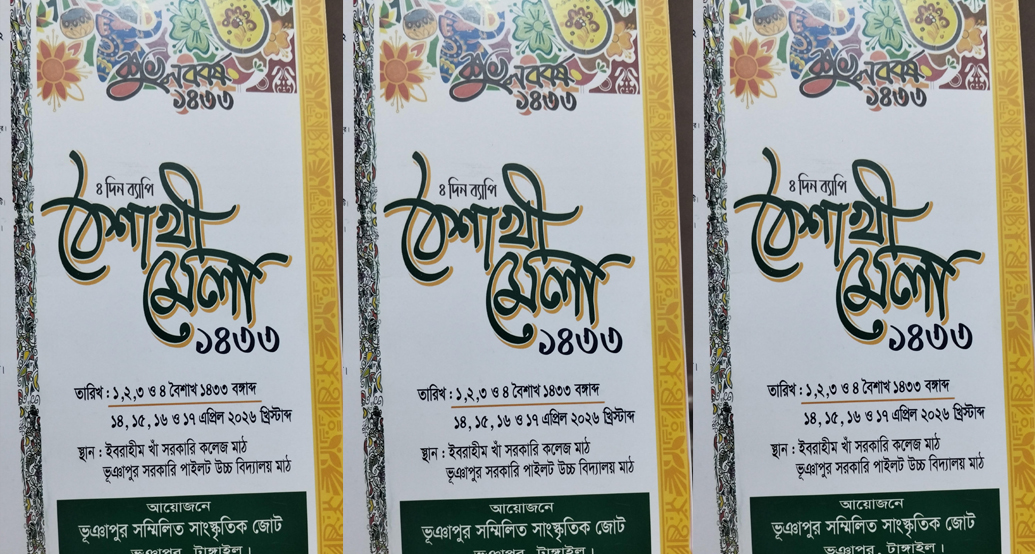 শুভ নববর্ষ
১৪৩৩
৪ দিন ব্যাপি
বৈশাখী
মেলা
১৪৩৩
তারিখ : ১,২,৩ ও ৪ বৈশাখ ১৪৩৩ বঙ্গাব্দ
১৪, ১৫, ১৬ ও ১৭ এপ্রিল ২০২৬ খ্রিস্টাব্দ
স্থান : ইবরাহীম খাঁ সরকারি কলেজ মাঠ
ভূঞাপুর সরকারি পাইলট উচ্চ বিদ্যালয় মাঠ
আয়োজনে
ভূঞাপুর সম্মিলিত সাংস্কৃতিক জোট
ভূঞাপুর, টাঙ্গাইল।
শুভ নববর্ষ
১৪৩৩
৪ দিন ব্যাপি
বৈশাখী
মেলা
১৪৩৩
তারিখ : ১,২,৩ ও ৪ বৈশাখ ১৪৩৩ বঙ্গাব্দ
১৪, ১৫, ১৬ ও ১৭ এপ্রিল ২০২৬ খ্রিস্টাব্দ
স্থান : ইবরাহীম খাঁ সরকারি কলেজ মাঠ
ভূঞাপুর সরকারি পাইলট উচ্চ বিদ্যালয় মাঠ
আয়োজনে
ভূঞাপুর সম্মিলিত সাংস্কৃতিক জোট
ভূঞাপুর, টাঙ্গাইল।
শুভ নববর্ষ
১৪৩৩
৪ দিন ব্যাপি
বৈশাখী
মেলা
১৪৩৩
তারিখ : ১,২,৩ ও ৪ বৈশাখ ১৪৩৩ বঙ্গাব্দ
১৪, ১৫, ১৬ ও ১৭ এপ্রিল ২০২৬ খ্রিস্টাব্দ
স্থান : ইবরাহীম খাঁ সরকারি কলেজ মাঠ
ভূঞাপুর সরকারি পাইলট উচ্চ বিদ্যালয় মাঠ
আয়োজনে
ভূঞাপুর সম্মিলিত সাংস্কৃতিক জোট
ভূঞাপুর, টাঙ্গাইল।